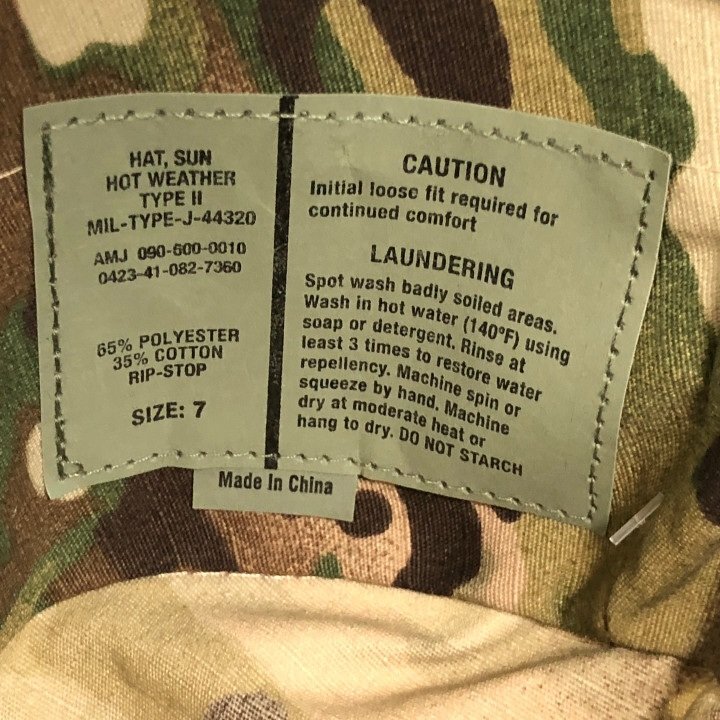 HAT, SUN
HOT WEATHER
TYPE II
MIL-TYPE-J-44320
AMJ 090-600-0010
0423-41-082-7360
65% POLYESTER
35% COTTON
RIP-STOP
SIZE: 7
CAUTION
Initial loose fit required for
continued comfort
LAUNDERING
Spot wash badly soiled areas.
Wash in hot water (140°F) using
soap or detergent. Rinse at
least 3 times to restore water
repellency. Machine spin or
squeeze by hand. Machine
dry at moderate heat or
hang to dry. DO NOT STARCH
Made In China